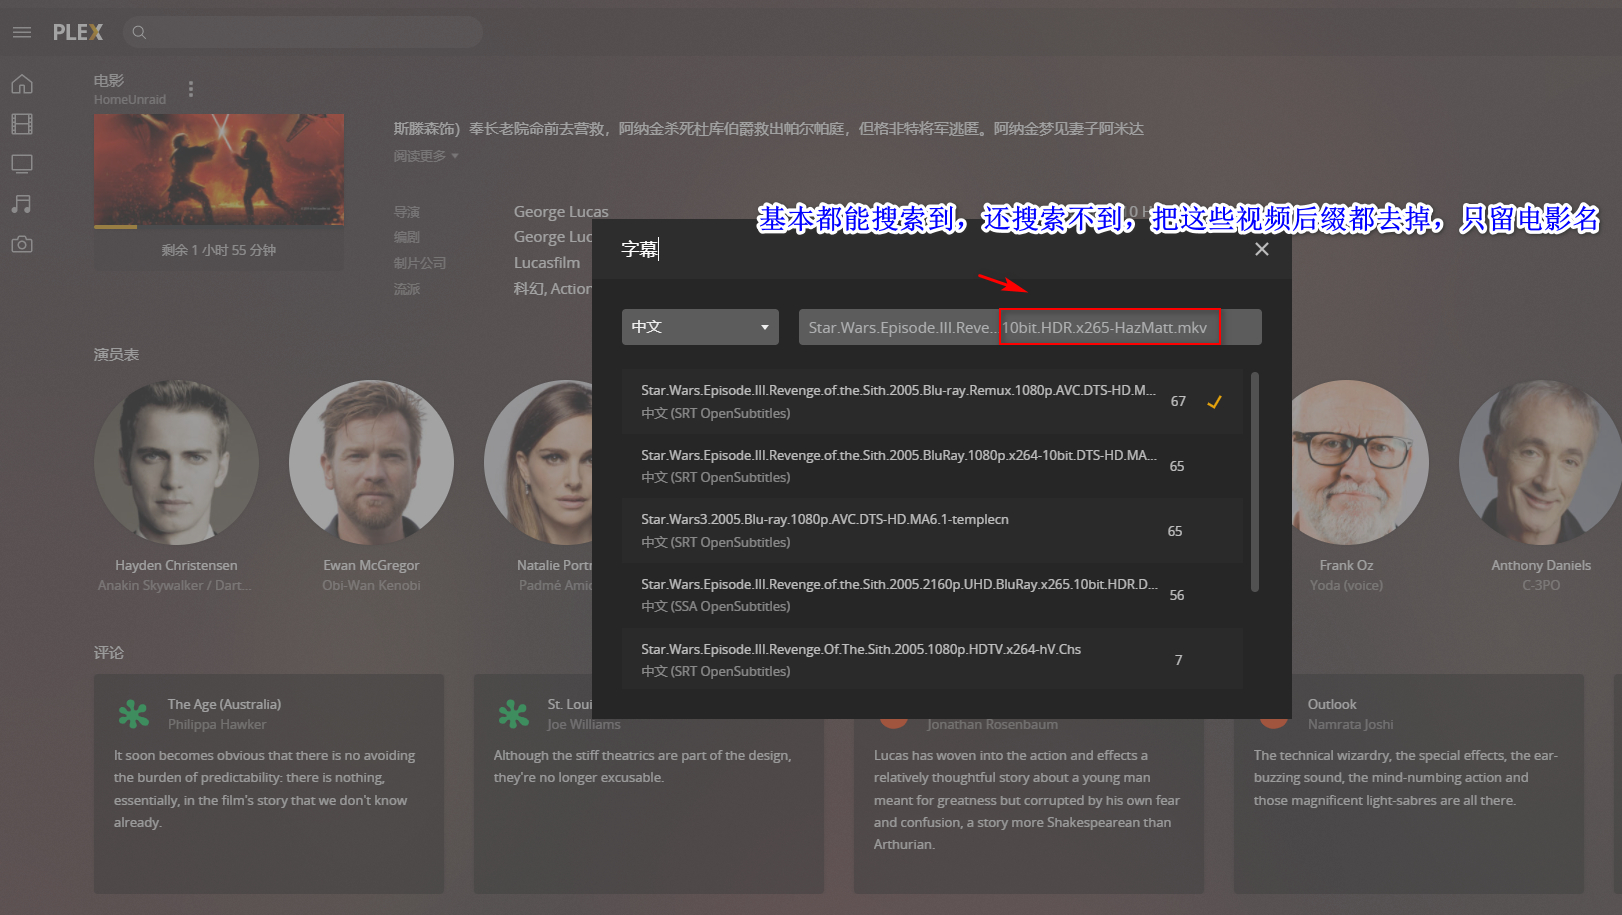 PLEX
电影
HomeUnraid
剩余 1 小时 55 分钟
斯滕森饰）奉长老院命前去营救，阿纳金杀死杜库伯爵救出帕尔帕庭，但格非特将军逃匿。阿纳金梦见妻子阿米达
阅读更多
导演 George Lucas
编剧 George Luc
制片公司 Lucasfilm
流派 科幻, Action
基本都能搜索到，还搜索不到，把这些视频后缀都去掉，只留电影名
字幕
中文 Star.Wars.Episode.III.Reve...10bit.HDR.x265-HazMatt.mkv
Star.Wars.Episode.III.Revenge.of.the.Sith.2005.Blu-ray.Remux.1080p.AVC.DTS-HD.M... 67
中文 (SRT OpenSubtitles)
Star.Wars.Episode.III.Revenge.of.the.Sith.2005.BluRay.1080p.x264-10bit.DTS-HD.MA... 65
中文 (SRT OpenSubtitles)
Star.Wars3.2005.Blu-ray.1080p.AVC.DTS-HD.MA6.1-templecn 65
中文 (SRT OpenSubtitles)
Star.Wars.Episode.III.Revenge.of.the.Sith.2005.2160p.UHD.BluRay.x265.10bit.HDR.D... 56
中文 (SSA OpenSubtitles)
Star.Wars.Episode.III.Revenge.Of.The.Sith.2005.1080p.HDTV.x264-hV.Chs 7
中文 (SRT OpenSubtitles)
演员表
Hayden Christensen
Anakin Skywalker / Dart...
Ewan McGregor
Obi-Wan Kenobi
Natalie Portr
Padmé Amid
Frank Oz
Yoda (voice)
Anthony Daniels
C-3PO
评论
The Age (Australia)
Philippa Hawker
It soon becomes obvious that there is no avoiding
the burden of predictability: there is nothing,
essentially, in the film's story that we don't know
already.
St. Loui
Joe Williams
Although the stiff theatrics are part of the design,
they're no longer excusable.
Jonathan Rosenbaum
Lucas has woven into the action and effects a
relatively thoughtful story about a young man
meant for greatness but corrupted by his own fear
and confusion, a story more Shakespearean than
Arthurian.
Outlook
Namrata Joshi
The technical wizardry, the special effects, the ear-
buzzing sound, the mind-numbing action and
those magnificent light-sabres are all there.